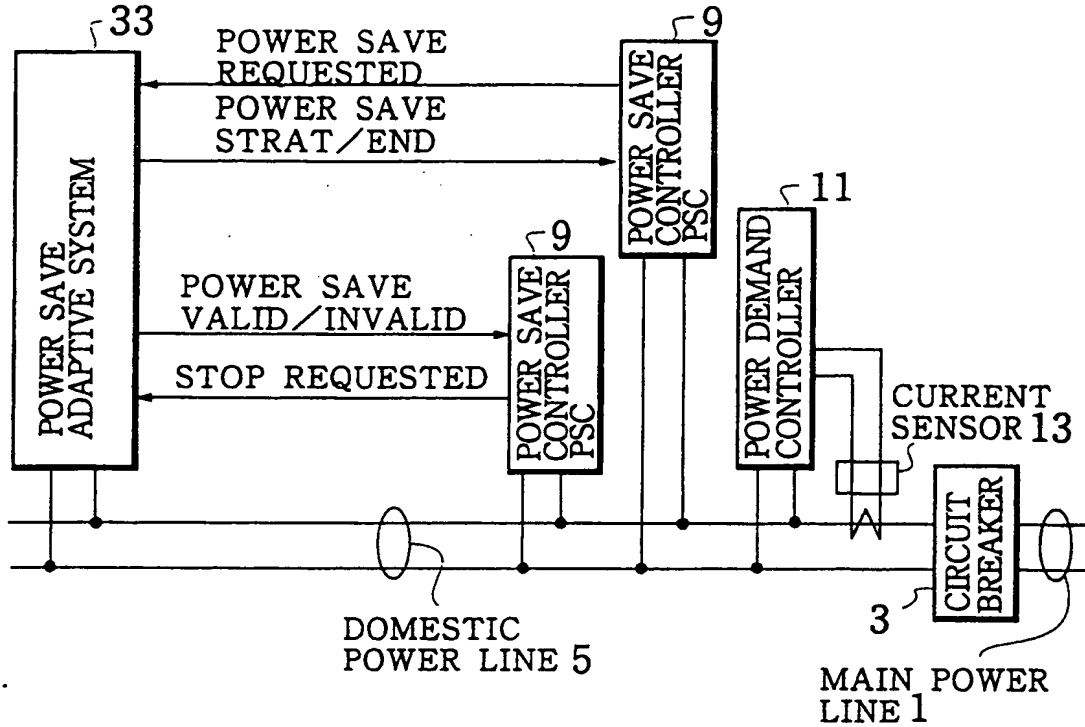 33
POWER SAVE
REQUESTED
POWER SAVE
STRAT/END
POWER SAVE
ADAPTIVE SYSTEM
9
POWER SAVE
CONTROLLER
PSC
POWER SAVE
VALID/INVALID
STOP REQUESTED
9
POWER SAVE
CONTROLLER
PSC
11
POWER DEMAND
CONTROLLER
CURRENT
SENSOR 13
CIRCUIT
BREAKER
3
DOMESTIC
POWER LINE 5
MAIN POWER
LINE 1